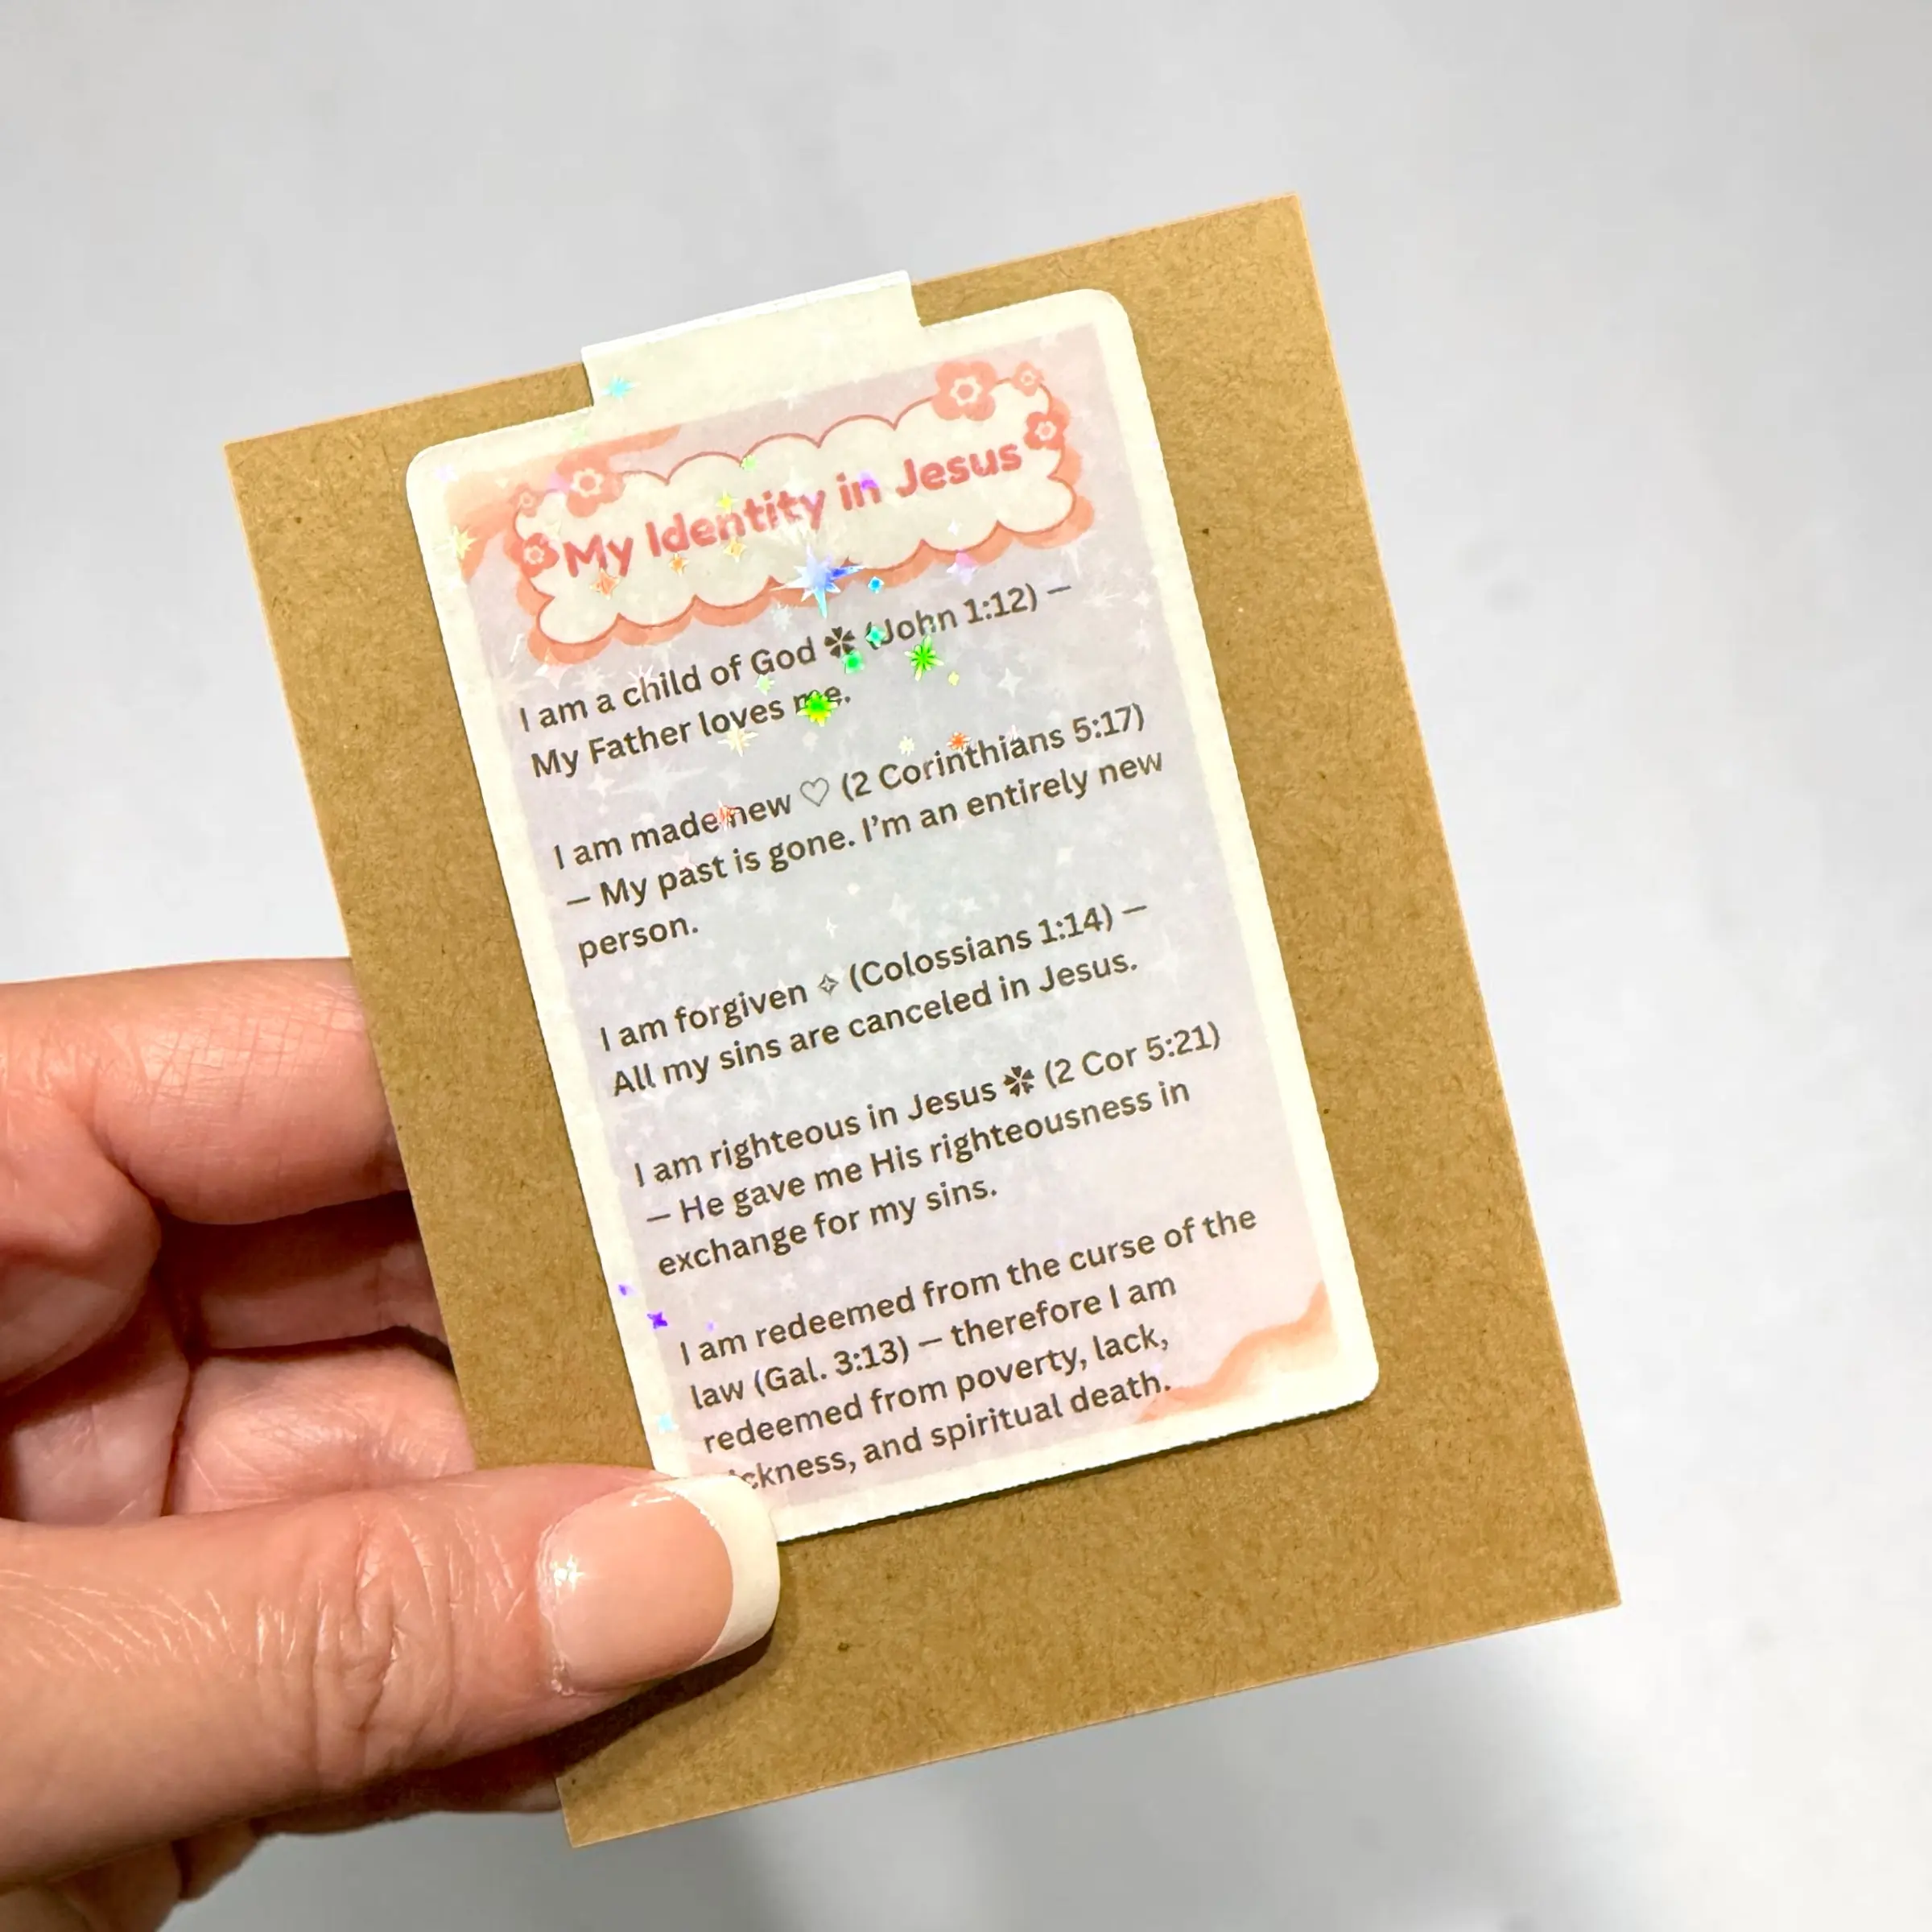 My Identity in Jesus
I am a child of God ✽ (John 1:12) —
My Father loves me.
I am made new ♡ (2 Corinthians 5:17)
— My past is gone. I'm an entirely new
person.
I am forgiven ✧ (Colossians 1:14) —
All my sins are canceled in Jesus.
I am righteous in Jesus ✽ (2 Cor 5:21)
— He gave me His righteousness in
exchange for my sins.
I am redeemed from the curse of the
law (Gal. 3:13) — therefore I am
redeemed from poverty, lack,
ckness, and spiritual death.